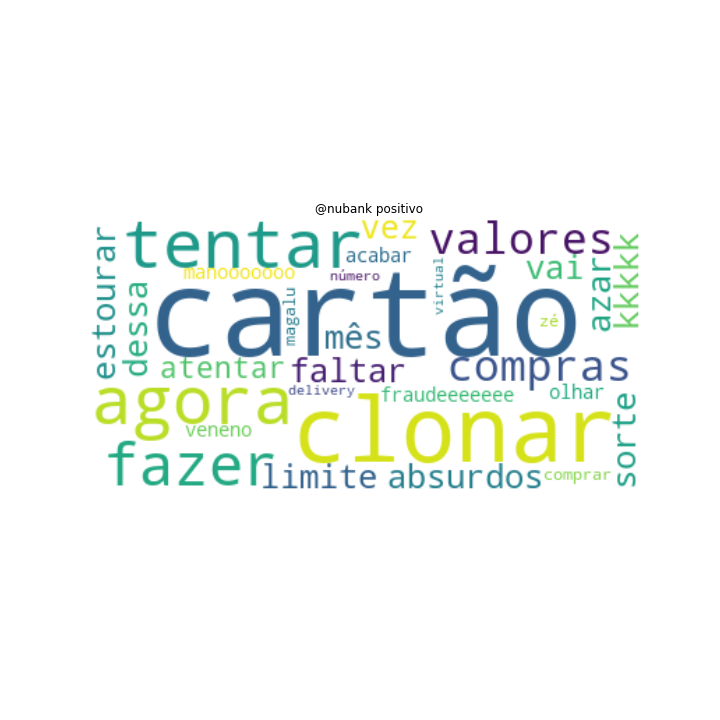 @nubank positivo
tentar
vez
valores
estourar
dessa
manooooooo
acabar
número
virtual
vai
azar
kkkkk
cartão
magalu
mês
zé
atentar
faltar
compras
agora
delivery
fraudeeeeeee
olhar
clonar
veneno
sorte
fazer
limite
absurdos
comprar